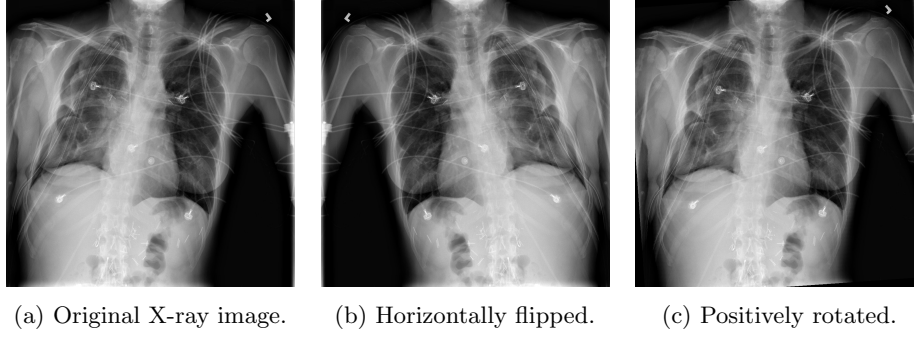 (a) Original X-ray image.
(b) Horizontally flipped.
(c) Positively rotated.